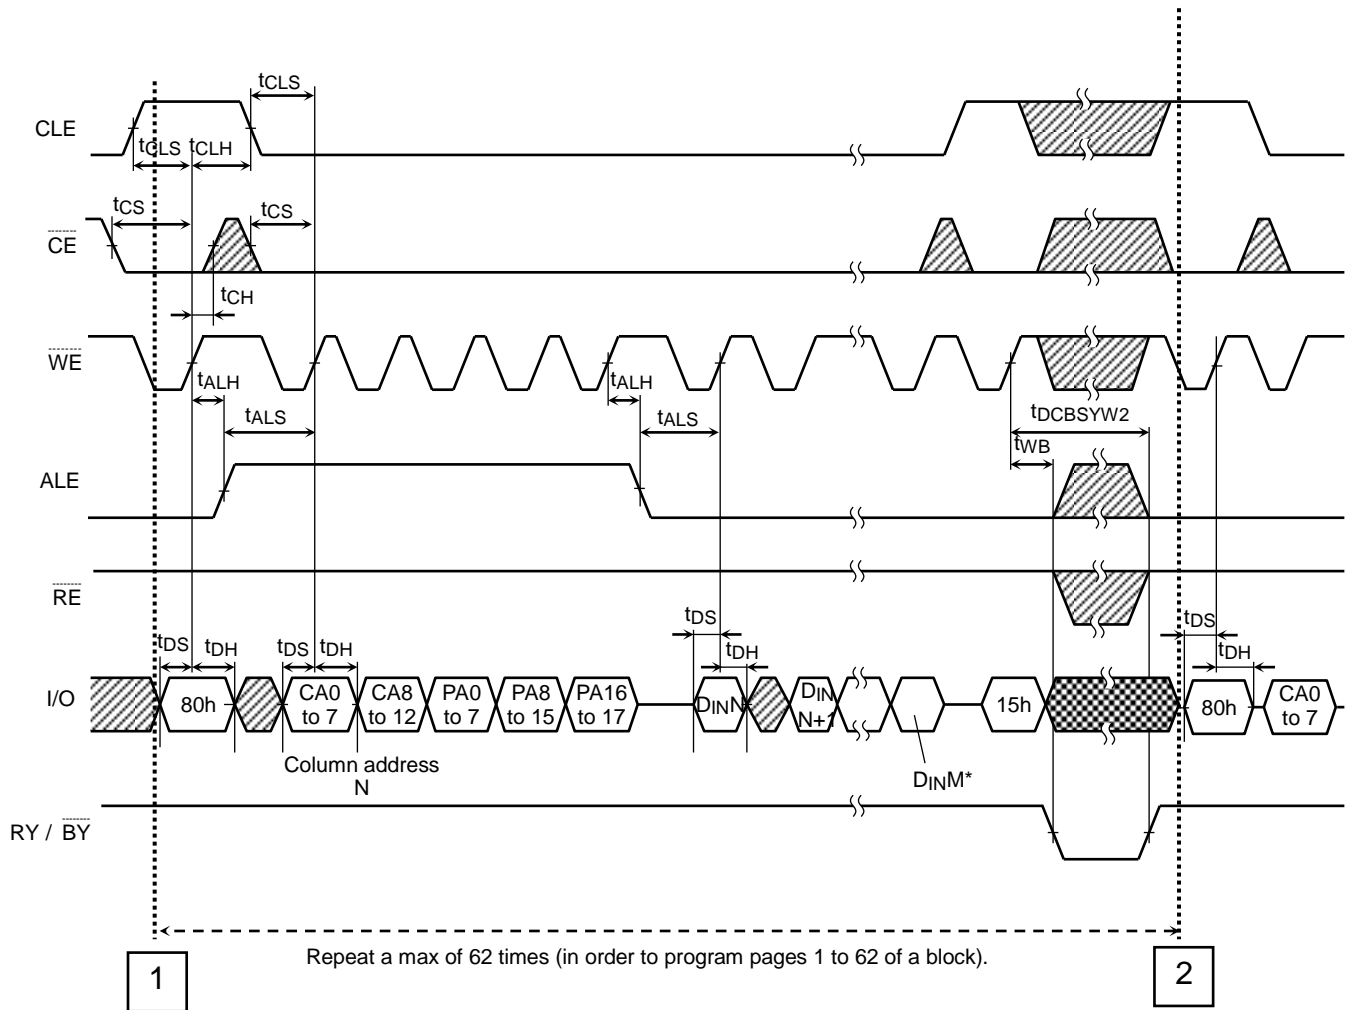 tCLS
CLE
tCLS
tCLH
tCS
tCS
CE
tCH
WE
tALH
tALH
tALS
tALS
tDCBSYW2
tWB
ALE
RE
tDS
tDH
tDS
tDH
tDS
tDH
tDS
tDH
I/O
80h
CA0
to 7
CA8
to 12
PA0
to 7
PA8
to 15
PA16
to 17
DINN
DIN
N+1
15h
80h
CA0
to 7
Column address
N
DINM*
RY / BY
Repeat a max of 62 times (in order to program pages 1 to 62 of a block).
1
2